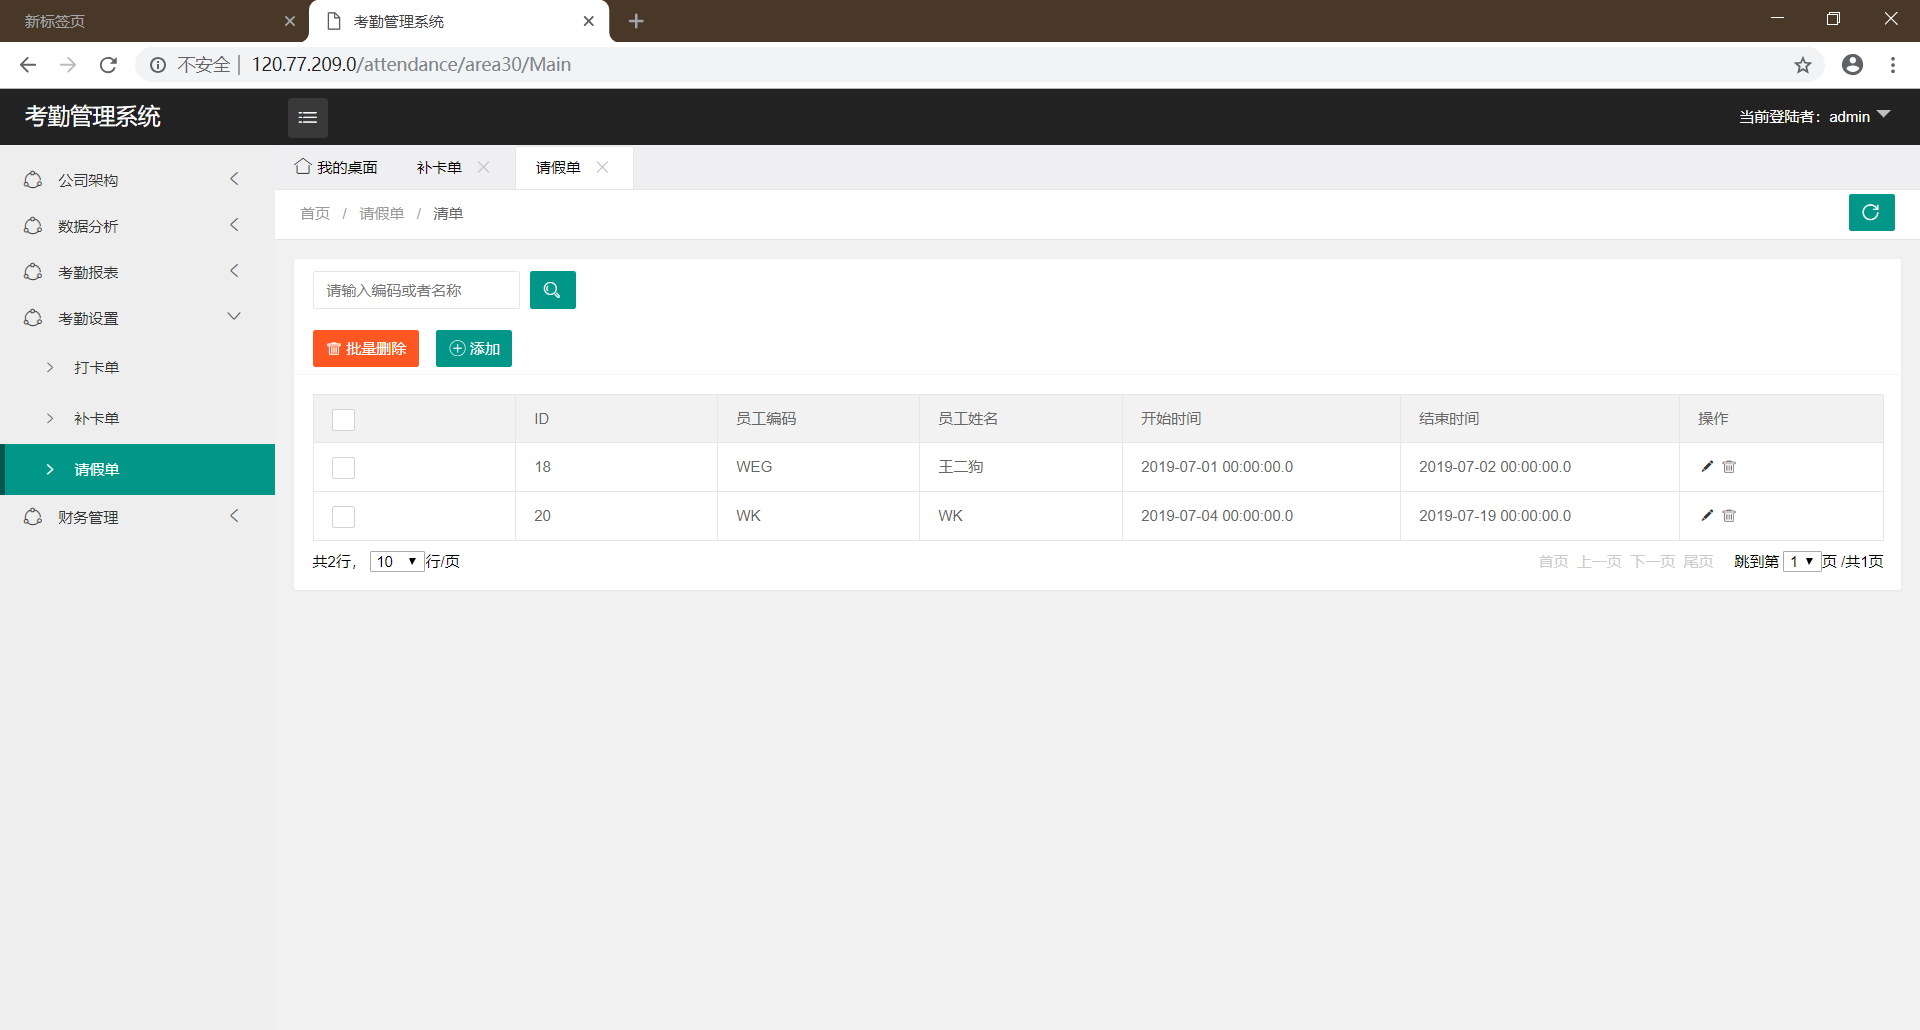 新标签页
考勤管理系统
不安全 | 120.77.209.0/attendance/area30/Main
考勤管理系统
当前登陆者：admin
公司架构
数据分析
考勤报表
考勤设置
打卡单
补卡单
请假单
财务管理
我的桌面 补卡单 请假单
首页 / 请假单 / 清单
请输入编码或者名称
批量删除 添加
ID 员工编码 员工姓名 开始时间 结束时间 操作
18 WEG 王二狗 2019-07-01 00:00:00.0 2019-07-02 00:00:00.0
20 WK WK 2019-07-04 00:00:00.0 2019-07-19 00:00:00.0
共2行， 10 行/页 首页 上一页 下一页 尾页 跳到第 1 页 /共1页